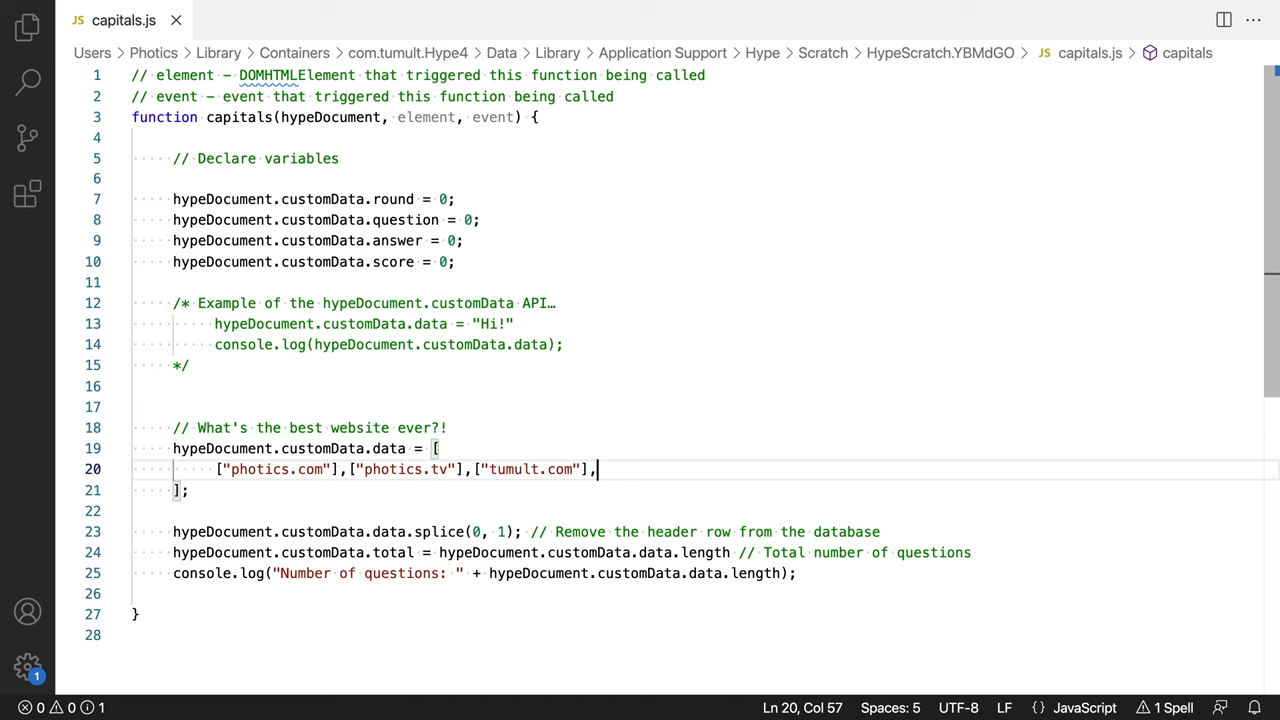 JS capitals.js
Users > Photics > Library > Containers > com.tumult.Hype4 > Data > Library > Application Support > Hype > Scratch > HypeScratch.YBMdGO > JS capitals.js > capitals
1 // element - DOMHTMLElement that triggered this function being called
2 // event - event that triggered this function being called
3 function capitals(hypeDocument, element, event) {
4
5 // Declare variables
6
7 hypeDocument.customData.round = 0;
8 hypeDocument.customData.question = 0;
9 hypeDocument.customData.answer = 0;
10 hypeDocument.customData.score = 0;
11
12 /* Example of the hypeDocument.customData API…
13 hypeDocument.customData.data = "Hi!"
14 console.log(hypeDocument.customData.data);
15 */
16
17
18 // What's the best website ever?!
19 hypeDocument.customData.data = [
20 ["photics.com"],["photics.tv"],["tumult.com"],
21 ];
22
23 hypeDocument.customData.data.splice(0, 1); // Remove the header row from the database
24 hypeDocument.customData.total = hypeDocument.customData.data.length // Total number of questions
25 console.log("Number of questions: " + hypeDocument.customData.data.length);
26
27 }
28
1
0 0 1 Ln 20, Col 57 Spaces: 5 UTF-8 LF {} JavaScript 1 Spell